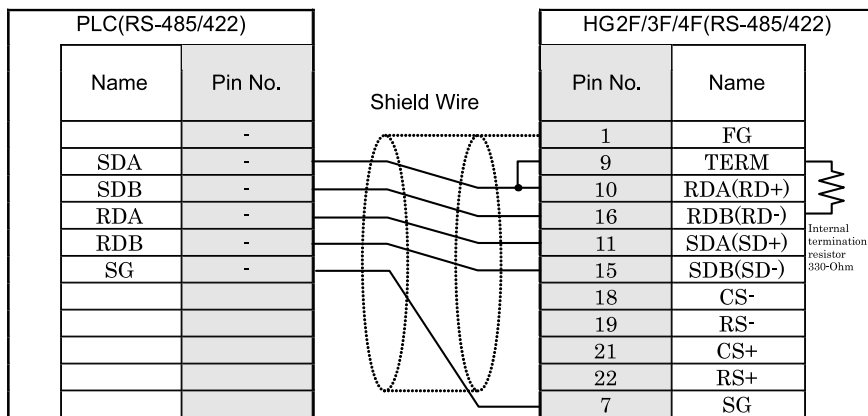 PLC(RS-485/422) HG2F/3F/4F(RS-485/422)
Name Pin No. Pin No. Name
Shield Wire
- 1 FG
SDA - 9 TERM
SDB - 10 RDA(RD+)
RDA - 16 RDB(RD-)
RDB - 11 SDA(SD+)
SG - 15 SDB(SD-)
18 CS-
19 RS-
21 CS+
22 RS+
7 SG
Internal
termination
resistor
330-Ohm